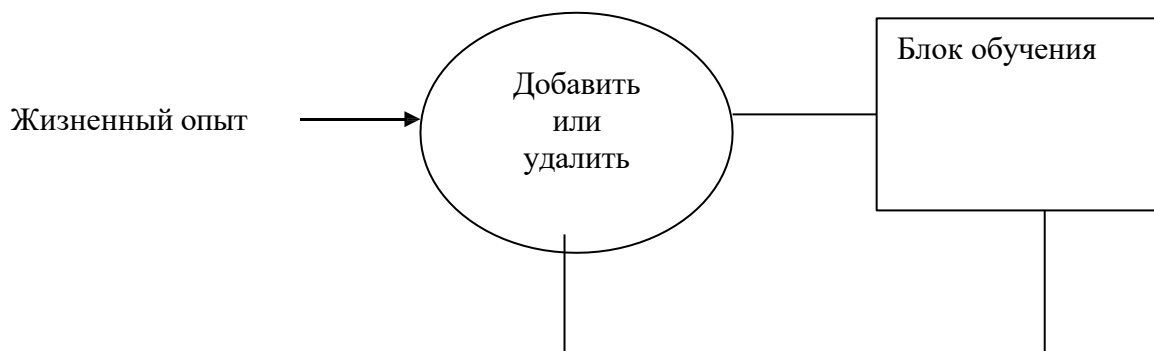 Блок обучения
Добавить
или
удалить
Жизненный опыт